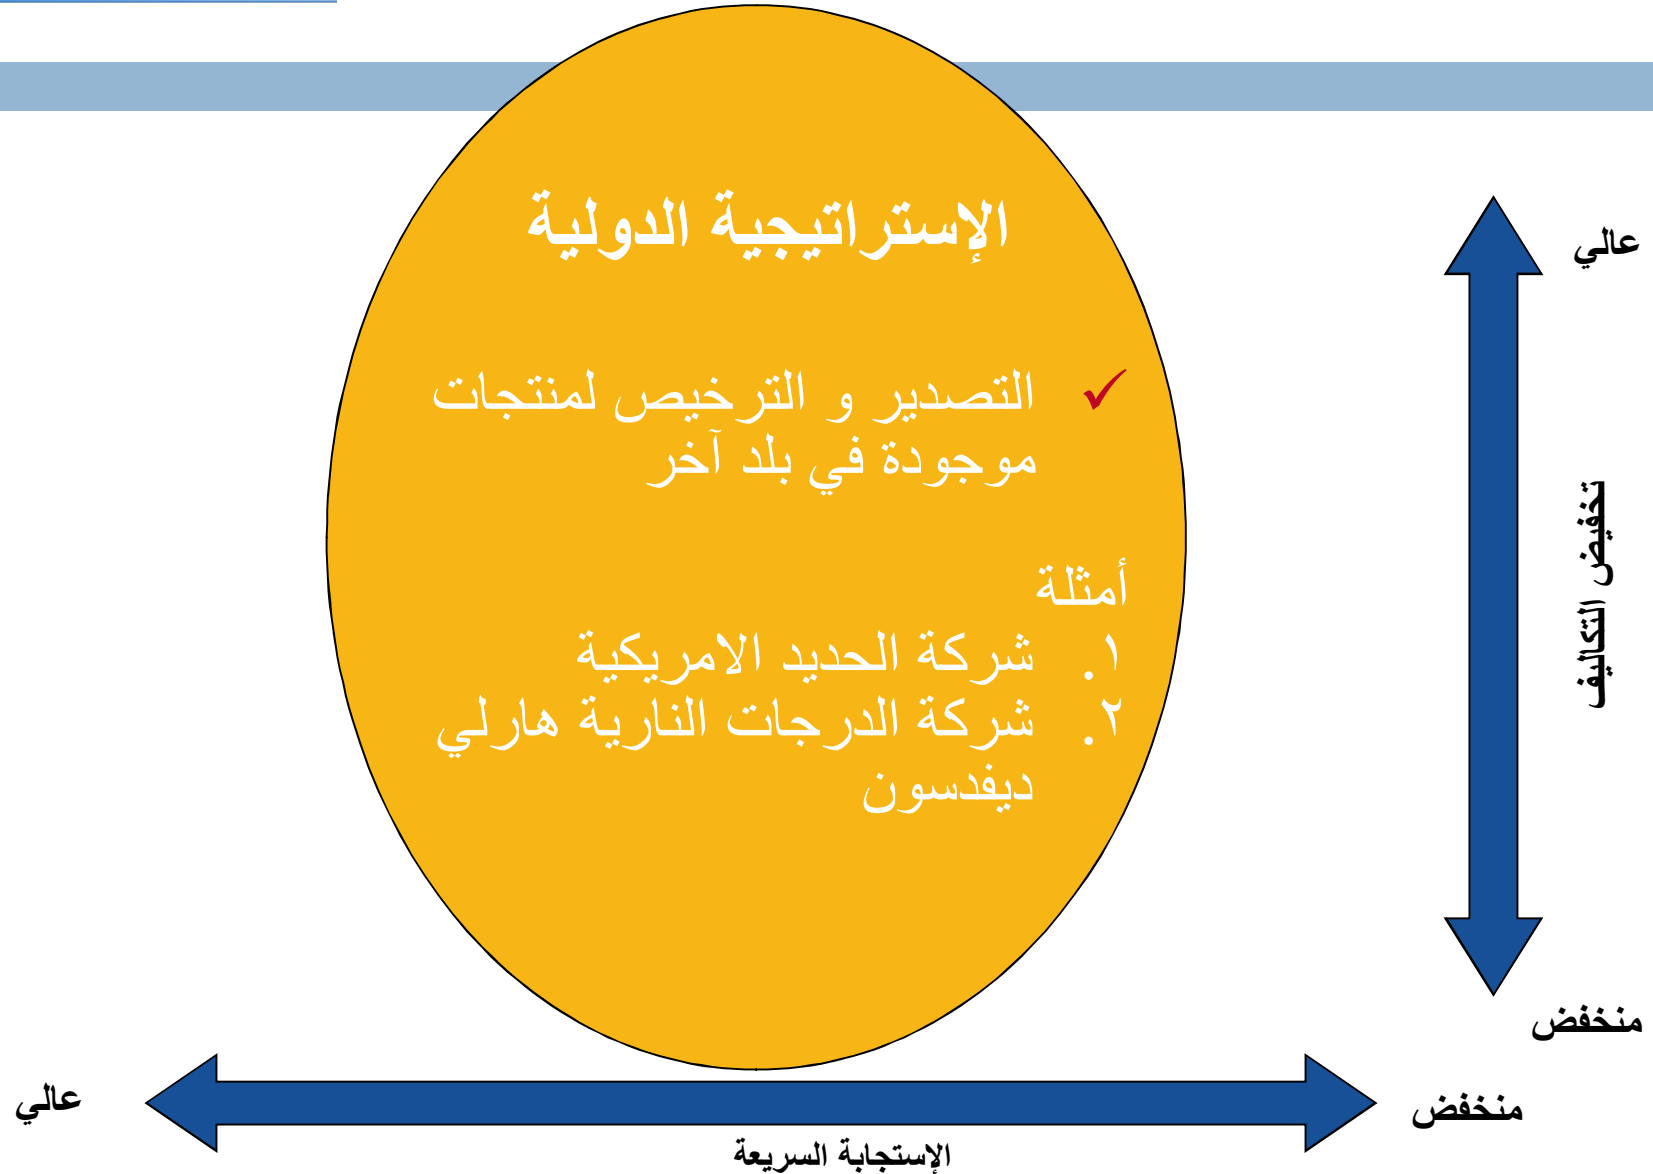 الإستراتيجية الدولية
✓ التصدير و الترخيص لمنتجات
موجودة في بلد آخر
أمثلة
١. شركة الحديد الامريكية
٢. شركة الدرجات النارية هارلي
ديفدسون
عالي
تخفيض التكاليف
منخفض
منخفض
عالي
الإستجابة السريعة